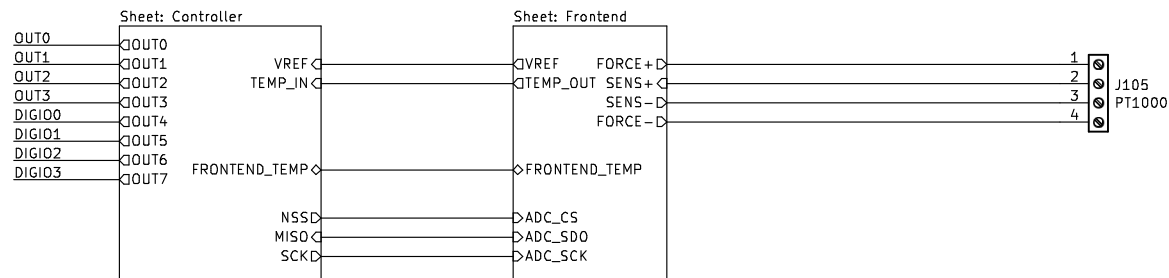 Sheet: Controller
Sheet: Frontend
OUT0
OUT1
OUT2
OUT3
DIGIO0
DIGIO1
DIGIO2
DIGIO3
OUT0
OUT1
OUT2
OUT3
OUT4
OUT5
OUT6
OUT7
VREF
TEMP_IN
FRONTEND_TEMP
NSS
MISO
SCK
VREF
TEMP_OUT
FRONTEND_TEMP
ADC_CS
ADC_SDO
ADC_SCK
FORCE+
SENS+
SENS-
FORCE-
1
2
3
4
J105
PT1000